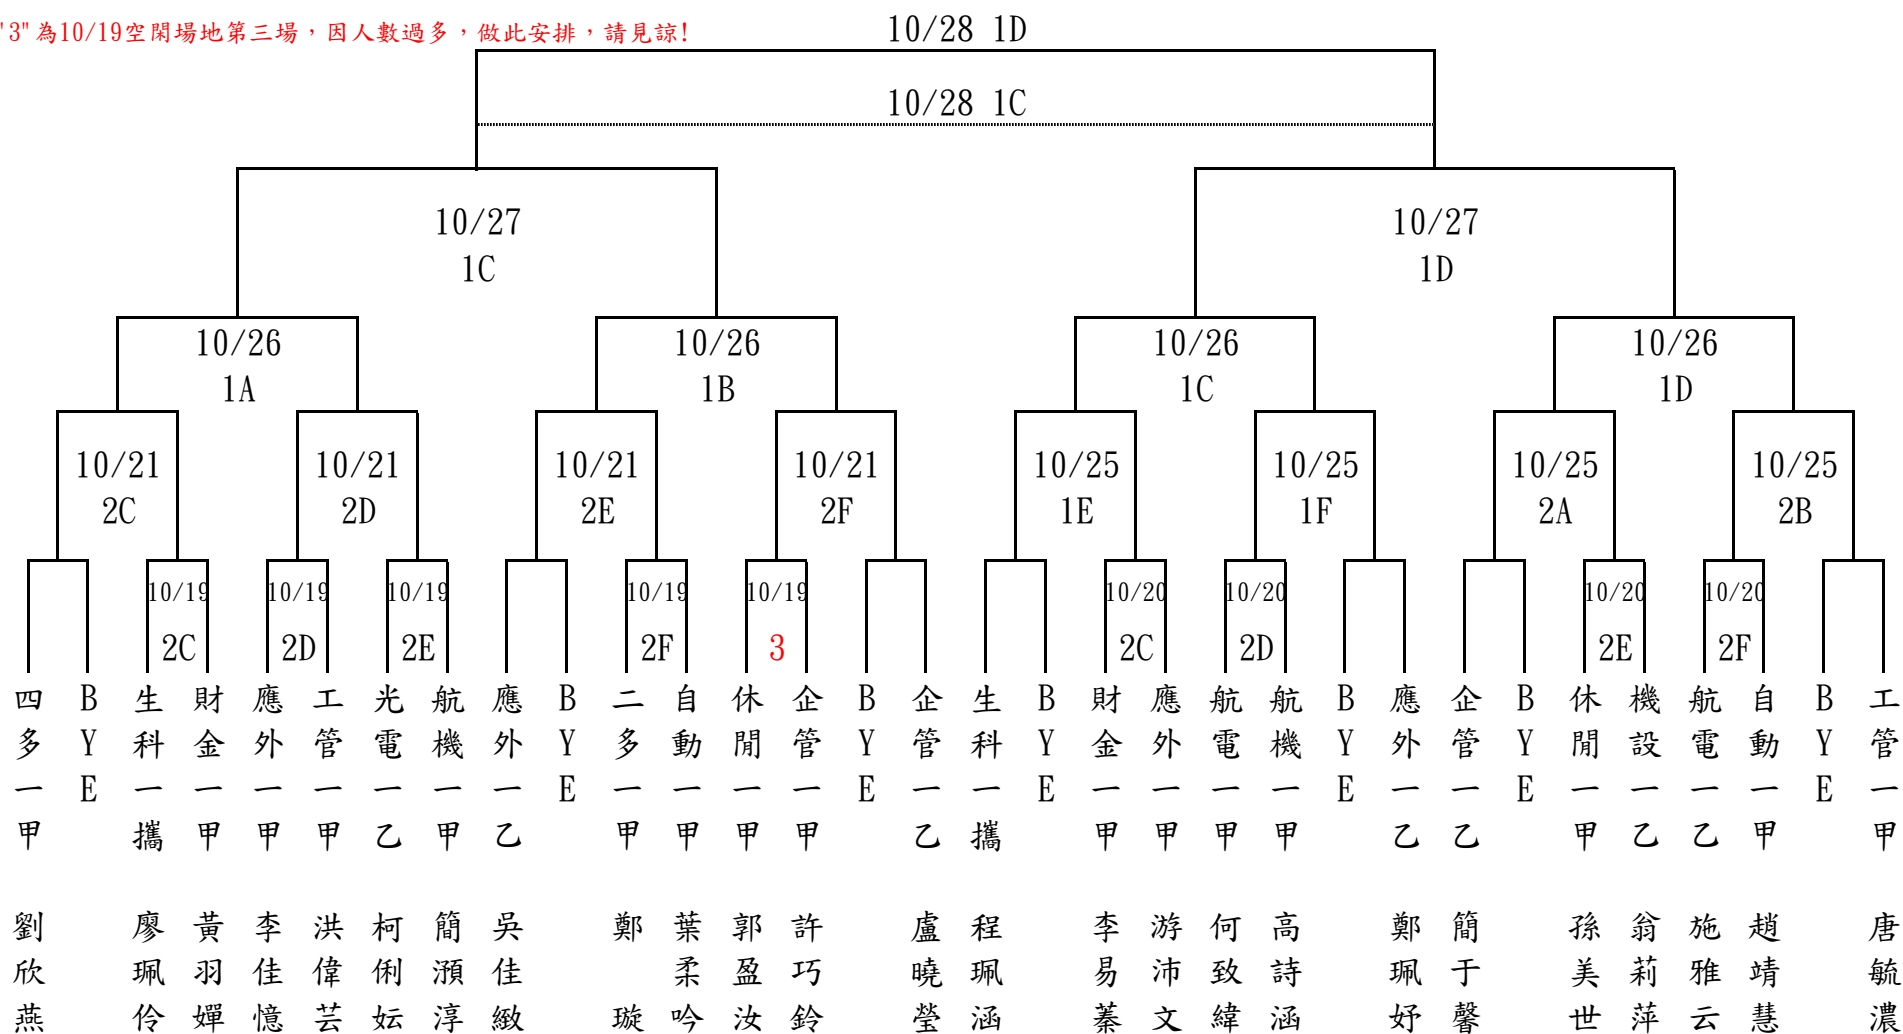 "3"為10/19空閒場地第三場，因人數過多，做此安排，請見諒!
10/28 1D
10/28 1C
10/27
1C
10/27
1D
10/26
1A
10/26
1B
10/26
1C
10/26
1D
10/21
2C
10/21
2D
10/21
2E
10/21
2F
10/25
1E
10/25
1F
10/25
2A
10/25
2B
10/19
2C
10/19
2D
10/19
2E
10/19
2F
10/19
3
10/20
2C
10/20
2D
10/20
2E
10/20
2F
四多一甲 劉欣燕
BYE
生科一攜 廖珮伶
財金一甲 黃羽嬋
應外一甲 李佳憶
工管一甲 洪偉芸
光電一乙 柯俐妘
航機一甲 簡澦淳
應外一乙 吳佳緻
BYE
二多一甲 鄭璇
自動一甲 葉柔吟
休閒一甲 郭盈汝
企管一甲 許巧鈴
BYE
企管一乙 盧曉瑩
生科一攜 程珮涵
BYE
財金一甲 李易蓁
應外一甲 游沛文
航電一甲 何致緯
航機一甲 高詩涵
BYE
應外一乙 鄭珮妤
企管一乙 簡于馨
BYE
休閒一甲 孫美世
機設一乙 翁莉萍
航電一乙 施雅云
自動一甲 趙靖慧
BYE
工管一甲 唐毓濃